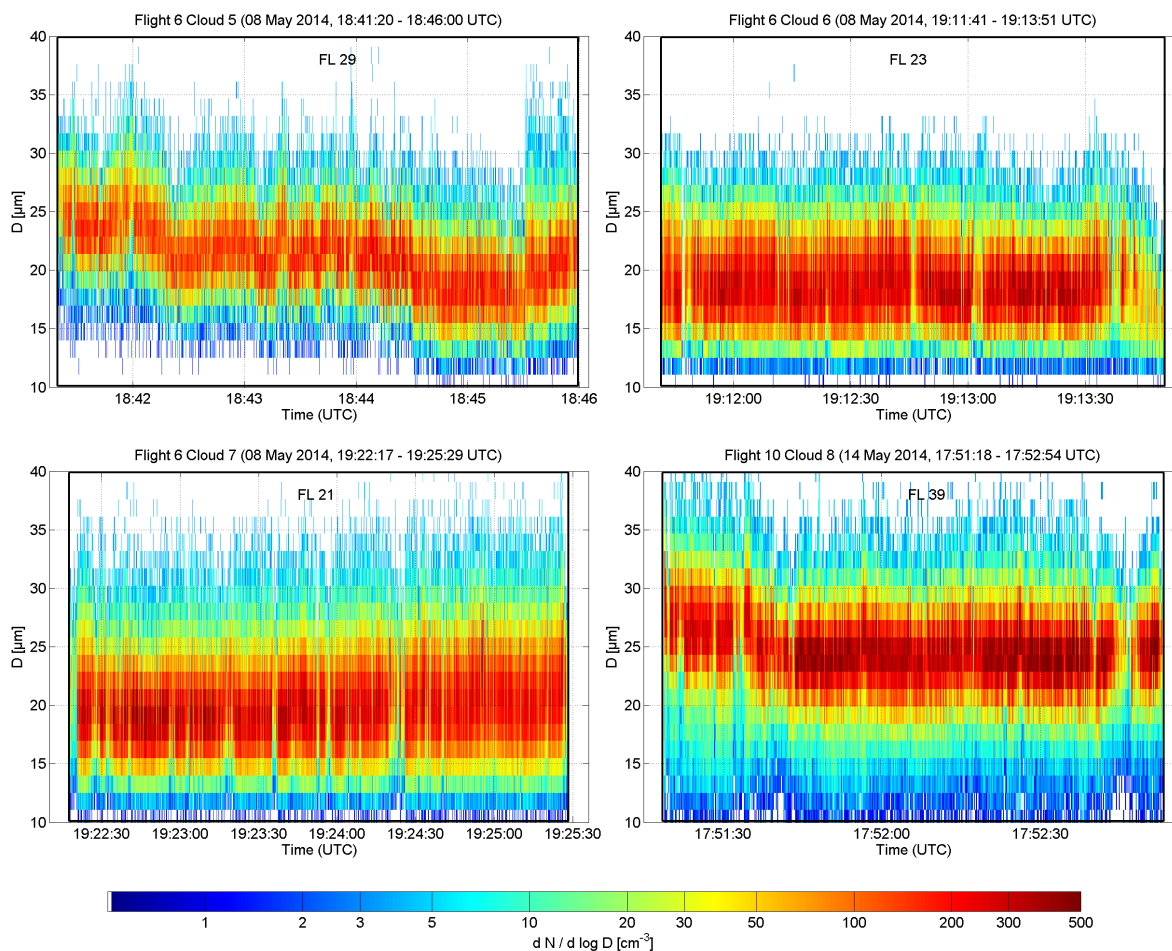 Flight 6 Cloud 5 (08 May 2014, 18:41:20 - 18:46:00 UTC)
FL 29
D [µm]
40
35
30
25
20
15
10
18:42 18:43 18:44 18:45 18:46
Time (UTC)
Flight 6 Cloud 6 (08 May 2014, 19:11:41 - 19:13:51 UTC)
FL 23
D [µm]
40
35
30
25
20
15
10
19:12:00 19:12:30 19:13:00 19:13:30
Time (UTC)
Flight 6 Cloud 7 (08 May 2014, 19:22:17 - 19:25:29 UTC)
FL 21
D [µm]
40
35
30
25
20
15
10
19:22:30 19:23:00 19:23:30 19:24:00 19:24:30 19:25:00 19:25:30
Time (UTC)
Flight 10 Cloud 8 (14 May 2014, 17:51:18 - 17:52:54 UTC)
FL 39
D [µm]
40
35
30
25
20
15
10
17:51:30 17:52:00 17:52:30
Time (UTC)
1 2 3 5 10 20 30 50 100 200 300 500
d N / d log D [cm⁻³]